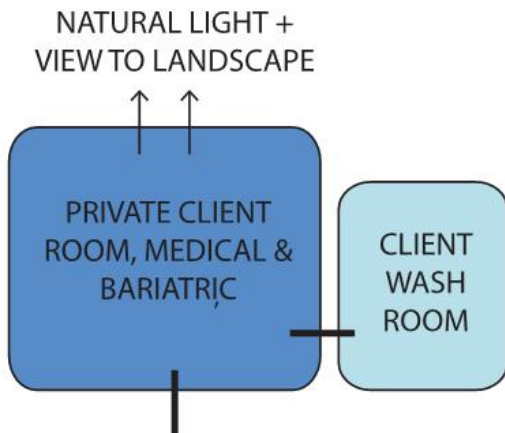 NATURAL LIGHT +
VIEW TO LANDSCAPE
PRIVATE CLIENT
ROOM, MEDICAL &
BARIATRIC
CLIENT
WASH
ROOM